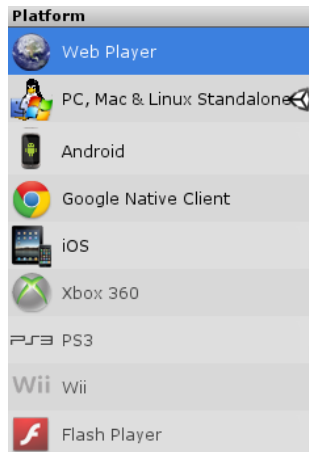 Platform
Web Player
PC, Mac & Linux Standalone
Android
Google Native Client
iOS
Xbox 360
PS3 PS3
Wii Wii
Flash Player